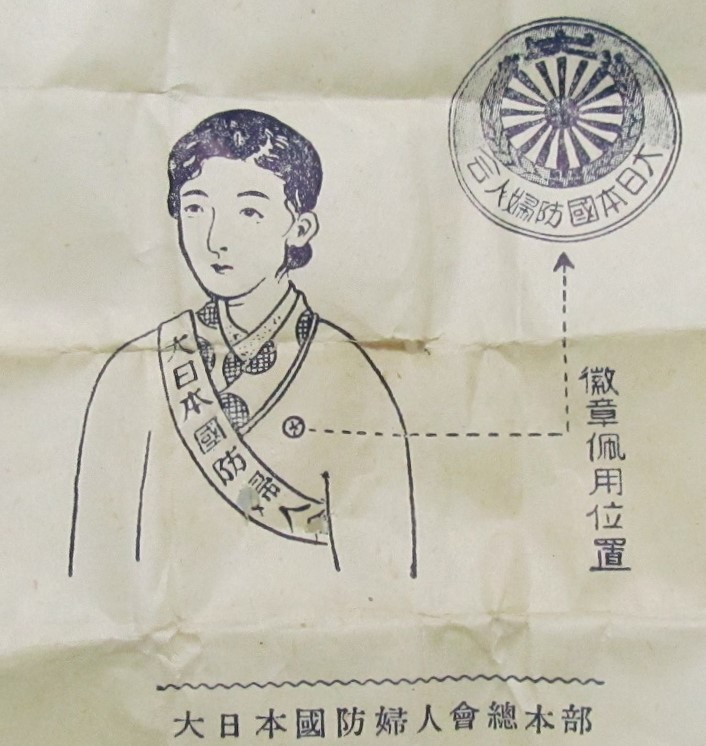 大日本國防婦人会
大日本國防婦人
徽章佩用位置
大日本國防婦人會總本部